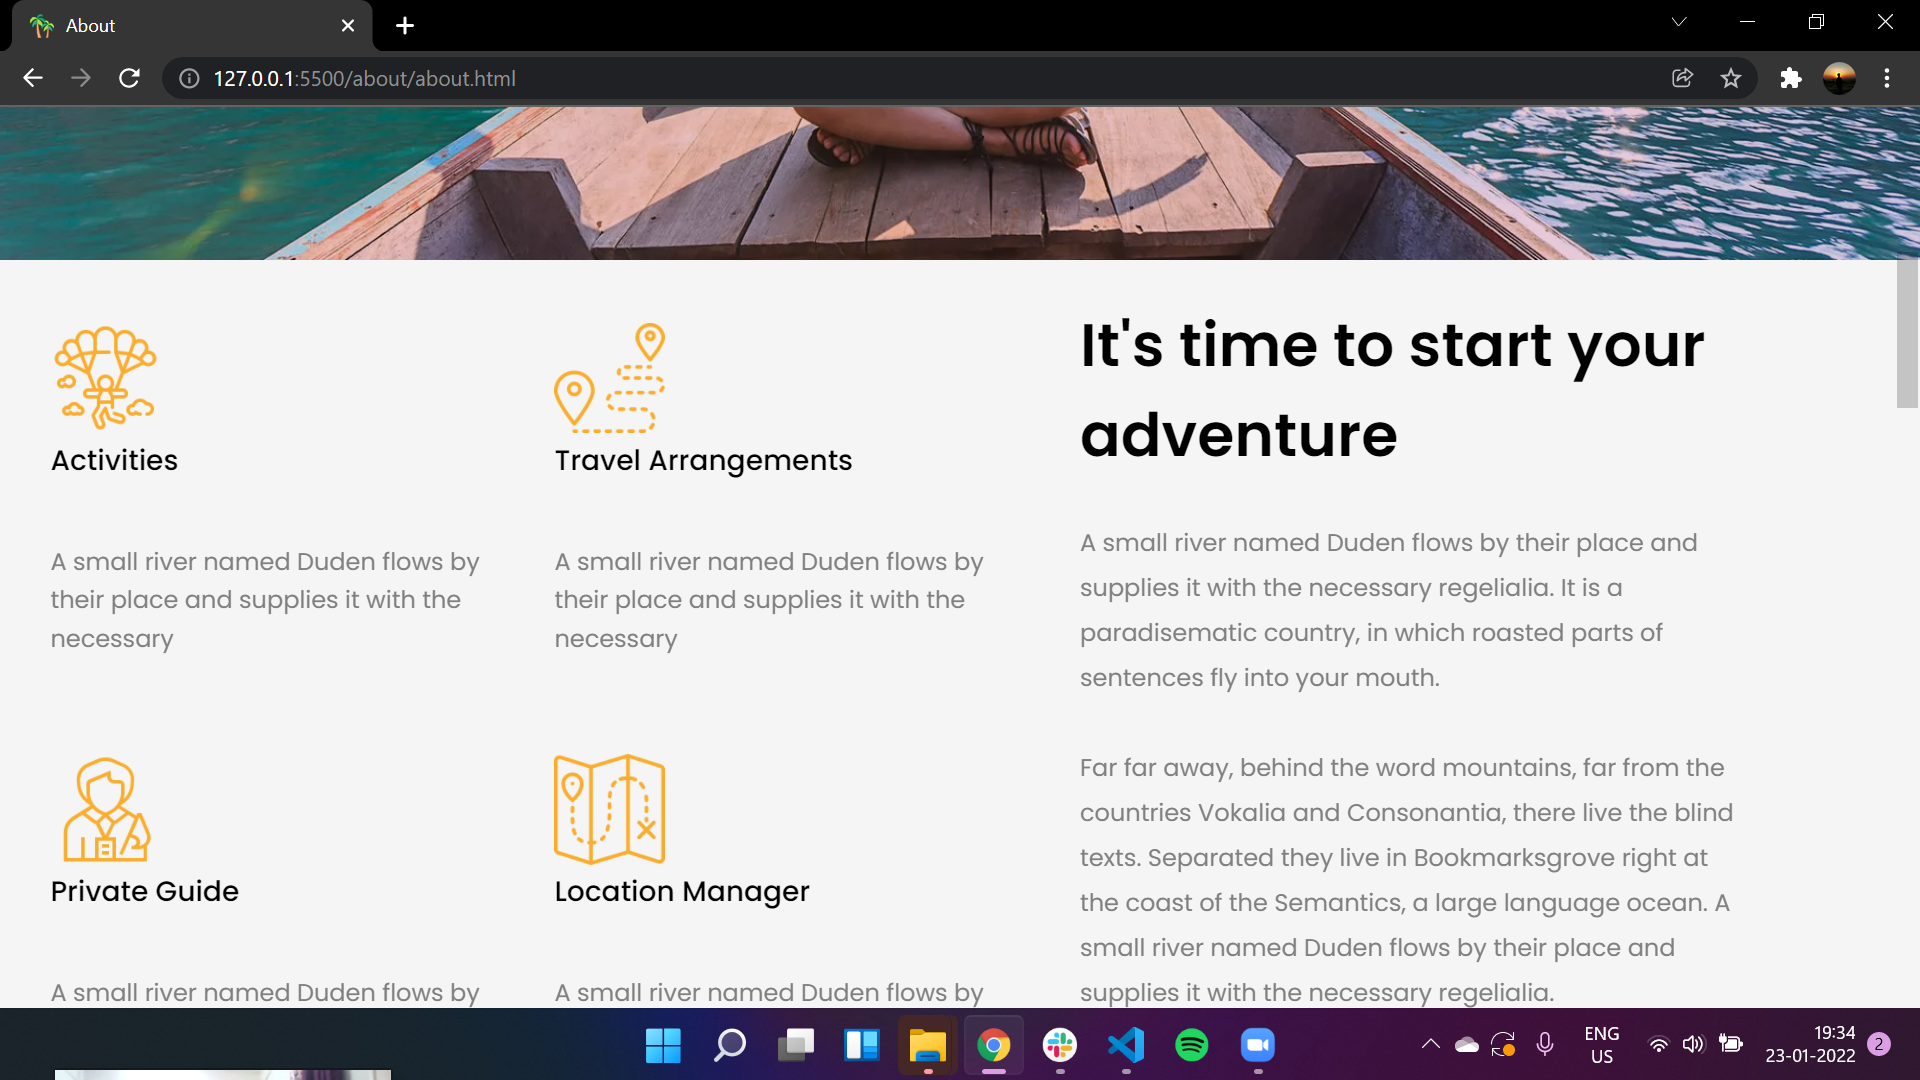 About
127.0.0.1:5500/about/about.html
Activities
A small river named Duden flows by
their place and supplies it with the
necessary
Travel Arrangements
A small river named Duden flows by
their place and supplies it with the
necessary
Private Guide
A small river named Duden flows by
Location Manager
A small river named Duden flows by
It's time to start your
adventure
A small river named Duden flows by their place and
supplies it with the necessary regelialia. It is a
paradisematic country, in which roasted parts of
sentences fly into your mouth.
Far far away, behind the word mountains, far from the
countries Vokalia and Consonantia, there live the blind
texts. Separated they live in Bookmarksgrove right at
the coast of the Semantics, a large language ocean. A
small river named Duden flows by their place and
supplies it with the necessary regelialia.
ENG
US
19:34
23-01-2022
2